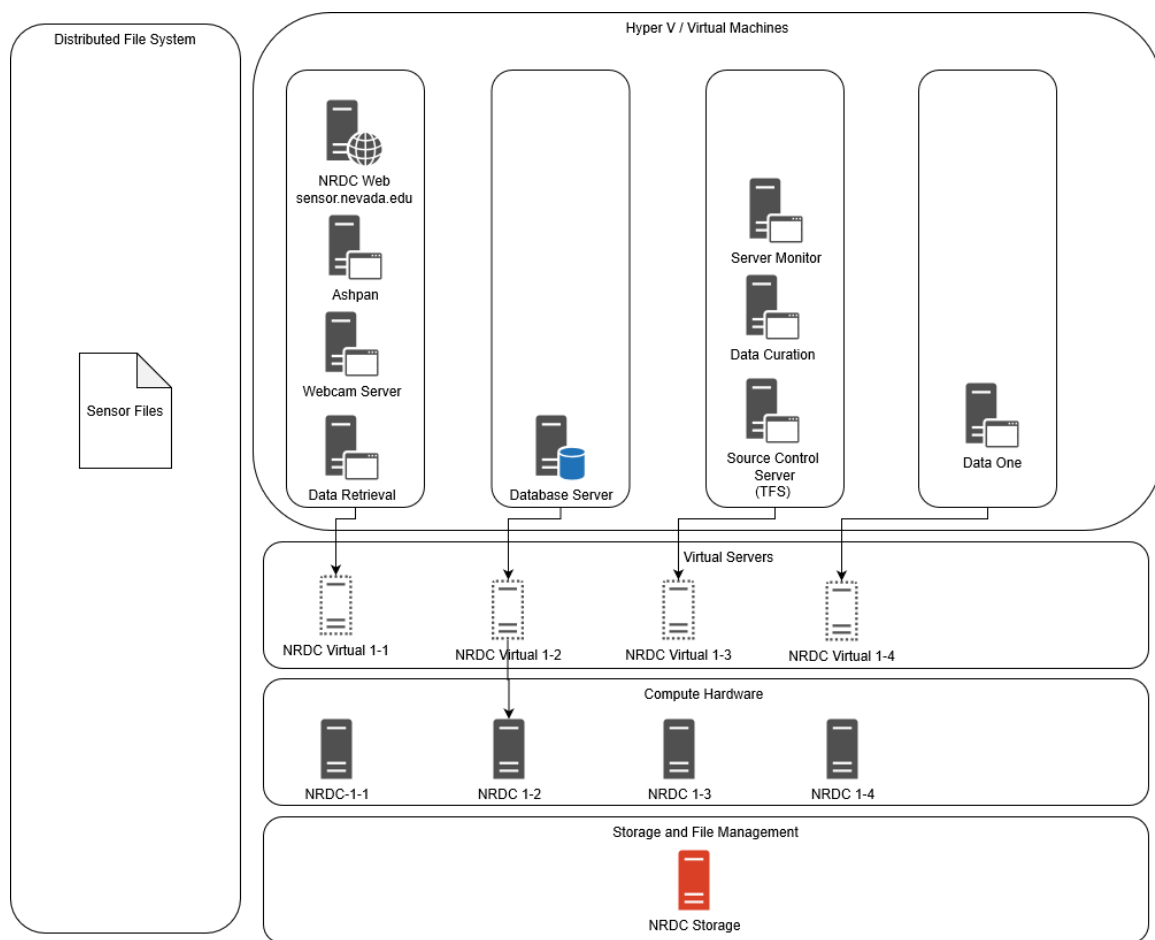 Distributed File System
Sensor Files
Hyper V / Virtual Machines
NRDC Web
sensor.nevada.edu
Ashpan
Webcam Server
Data Retrieval
Database Server
Server Monitor
Data Curation
Source Control
Server
(TFS)
Data One
Virtual Servers
NRDC Virtual 1-1
NRDC Virtual 1-2
NRDC Virtual 1-3
NRDC Virtual 1-4
Compute Hardware
NRDC-1-1
NRDC 1-2
NRDC 1-3
NRDC 1-4
Storage and File Management
NRDC Storage